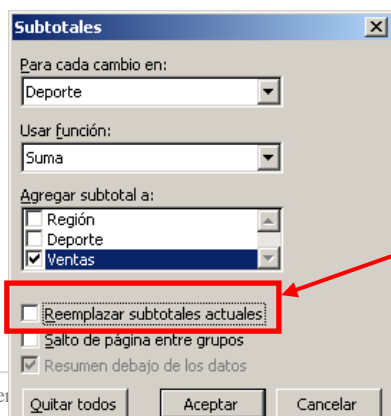 Subtotales
Para cada cambio en:
Deporte
Usar función:
Suma
Agregar subtotal a:
Región
Deporte
Ventas
Reemplazar subtotales actuales
Salto de página entre grupos
Resumen debajo de los datos
Quitar todos Aceptar Cancelar